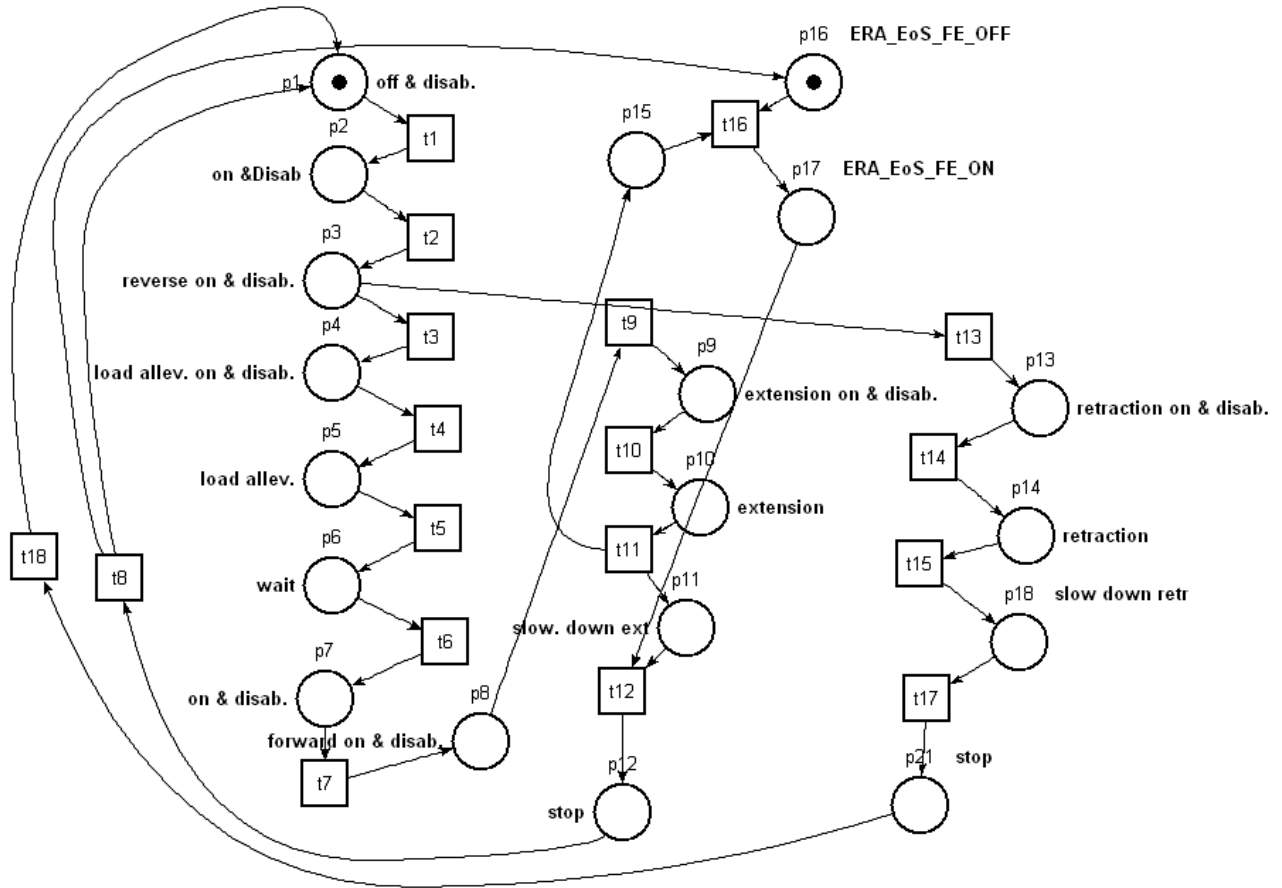 p16 ERA_EoS_FE_OFF
p1 off & disab.
p2
t1
p15
t16
on &Disab
p17 ERA_EoS_FE_ON
p3
t2
reverse on & disab.
p4
t3
t9
t13
p9
p13
load allev. on & disab.
extension on & disab.
retraction on & disab.
p5
t4
t10
p10
t14
load allev.
p14
extension
p6
t5
t11
retraction
t18
t8
wait
p11
t15
p18 slow down retr
p7
t6
slow. down ext
on & disab.
p8
t12
t17
forward on & disab.
p12
p21 stop
t7
stop